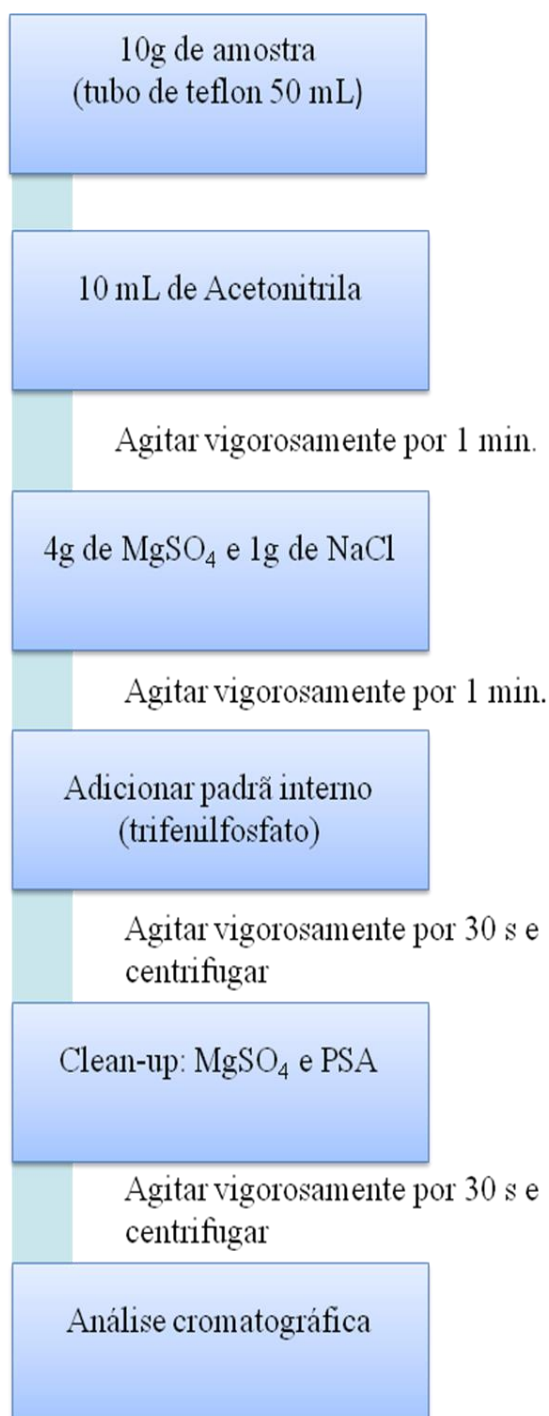 10g de amostra
(tubo de teflon 50 mL)
10 mL de Acetonitrila
Agitar vigorosamente por 1 min.
4g de MgSO₄ e 1g de NaCl
Agitar vigorosamente por 1 min.
Adicionar padrã interno
(trifenilfosfato)
Agitar vigorosamente por 30 s e
centrifugar
Clean-up: MgSO₄ e PSA
Agitar vigorosamente por 30 s e
centrifugar
Análise cromatográfica